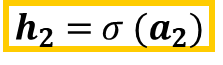 h₂ = σ (a₂)